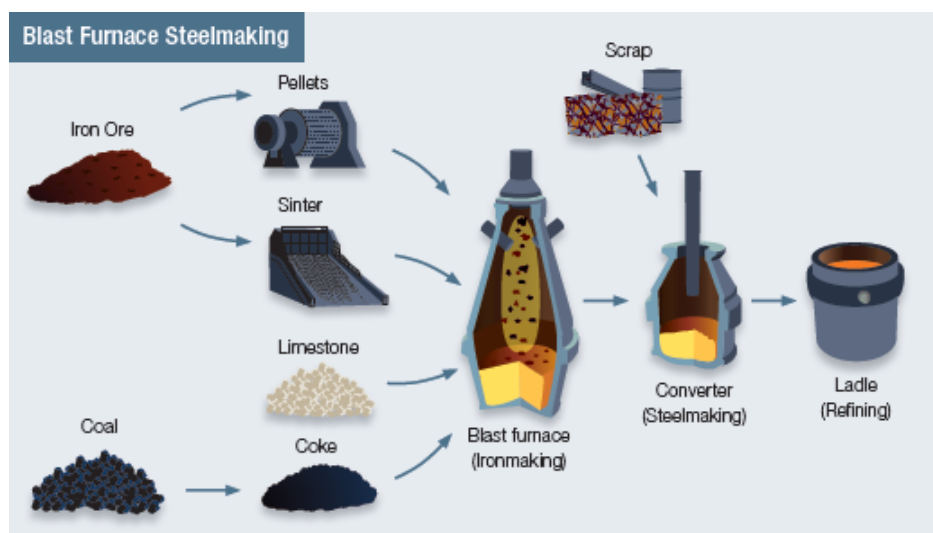 Blast Furnace Steelmaking
Scrap
Pellets
Iron Ore
Sinter
Limestone
Coal
Coke
Blast furnace
(Ironmaking)
Converter
(Steelmaking)
Ladle
(Refining)